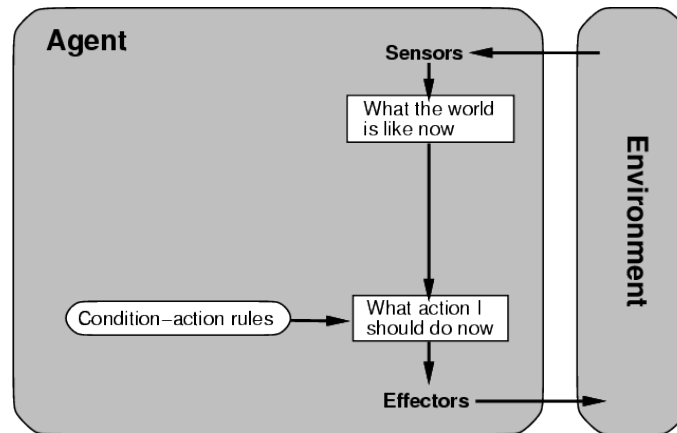 Agent
Sensors
What the world
is like now
Environment
Condition−action rules
What action I
should do now
Effectors